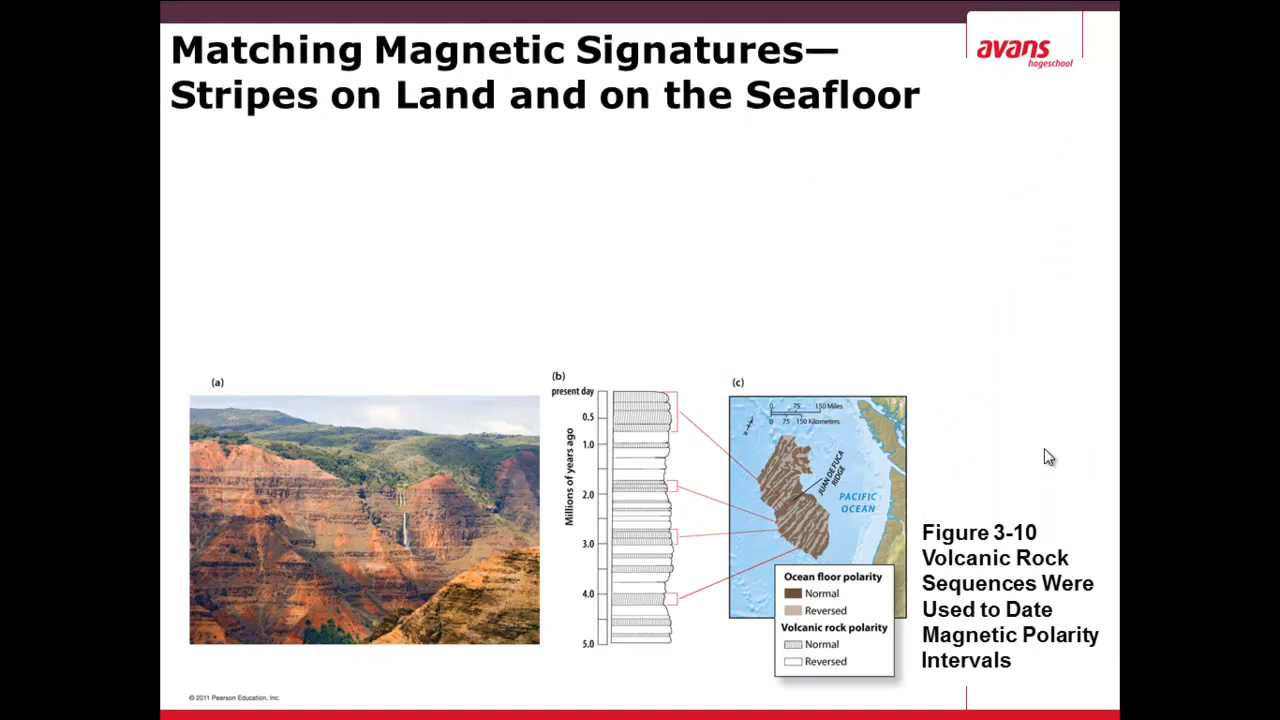 Matching Magnetic Signatures—
Stripes on Land and on the Seafloor
avans
hogeschool
(a)
(b)
present day
0.5
1.0
2.0
3.0
4.0
5.0
Millions of years ago
(c)
0 75 150 Miles
0 75 150 Kilometers
JUAN DE FUCA
RIDGE
PACIFIC
OCEAN
Ocean floor polarity
Normal
Reversed
Volcanic rock polarity
Normal
Reversed
Figure 3-10
Volcanic Rock
Sequences Were
Used to Date
Magnetic Polarity
Intervals
© 2011 Pearson Education, Inc.